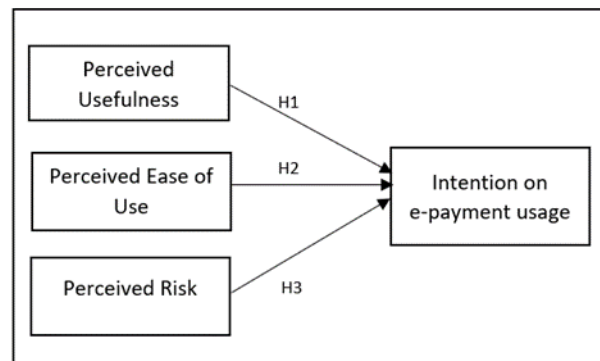 Perceived
Usefulness
H1
Perceived Ease of
Use
H2
Intention on
e-payment usage
Perceived Risk
H3